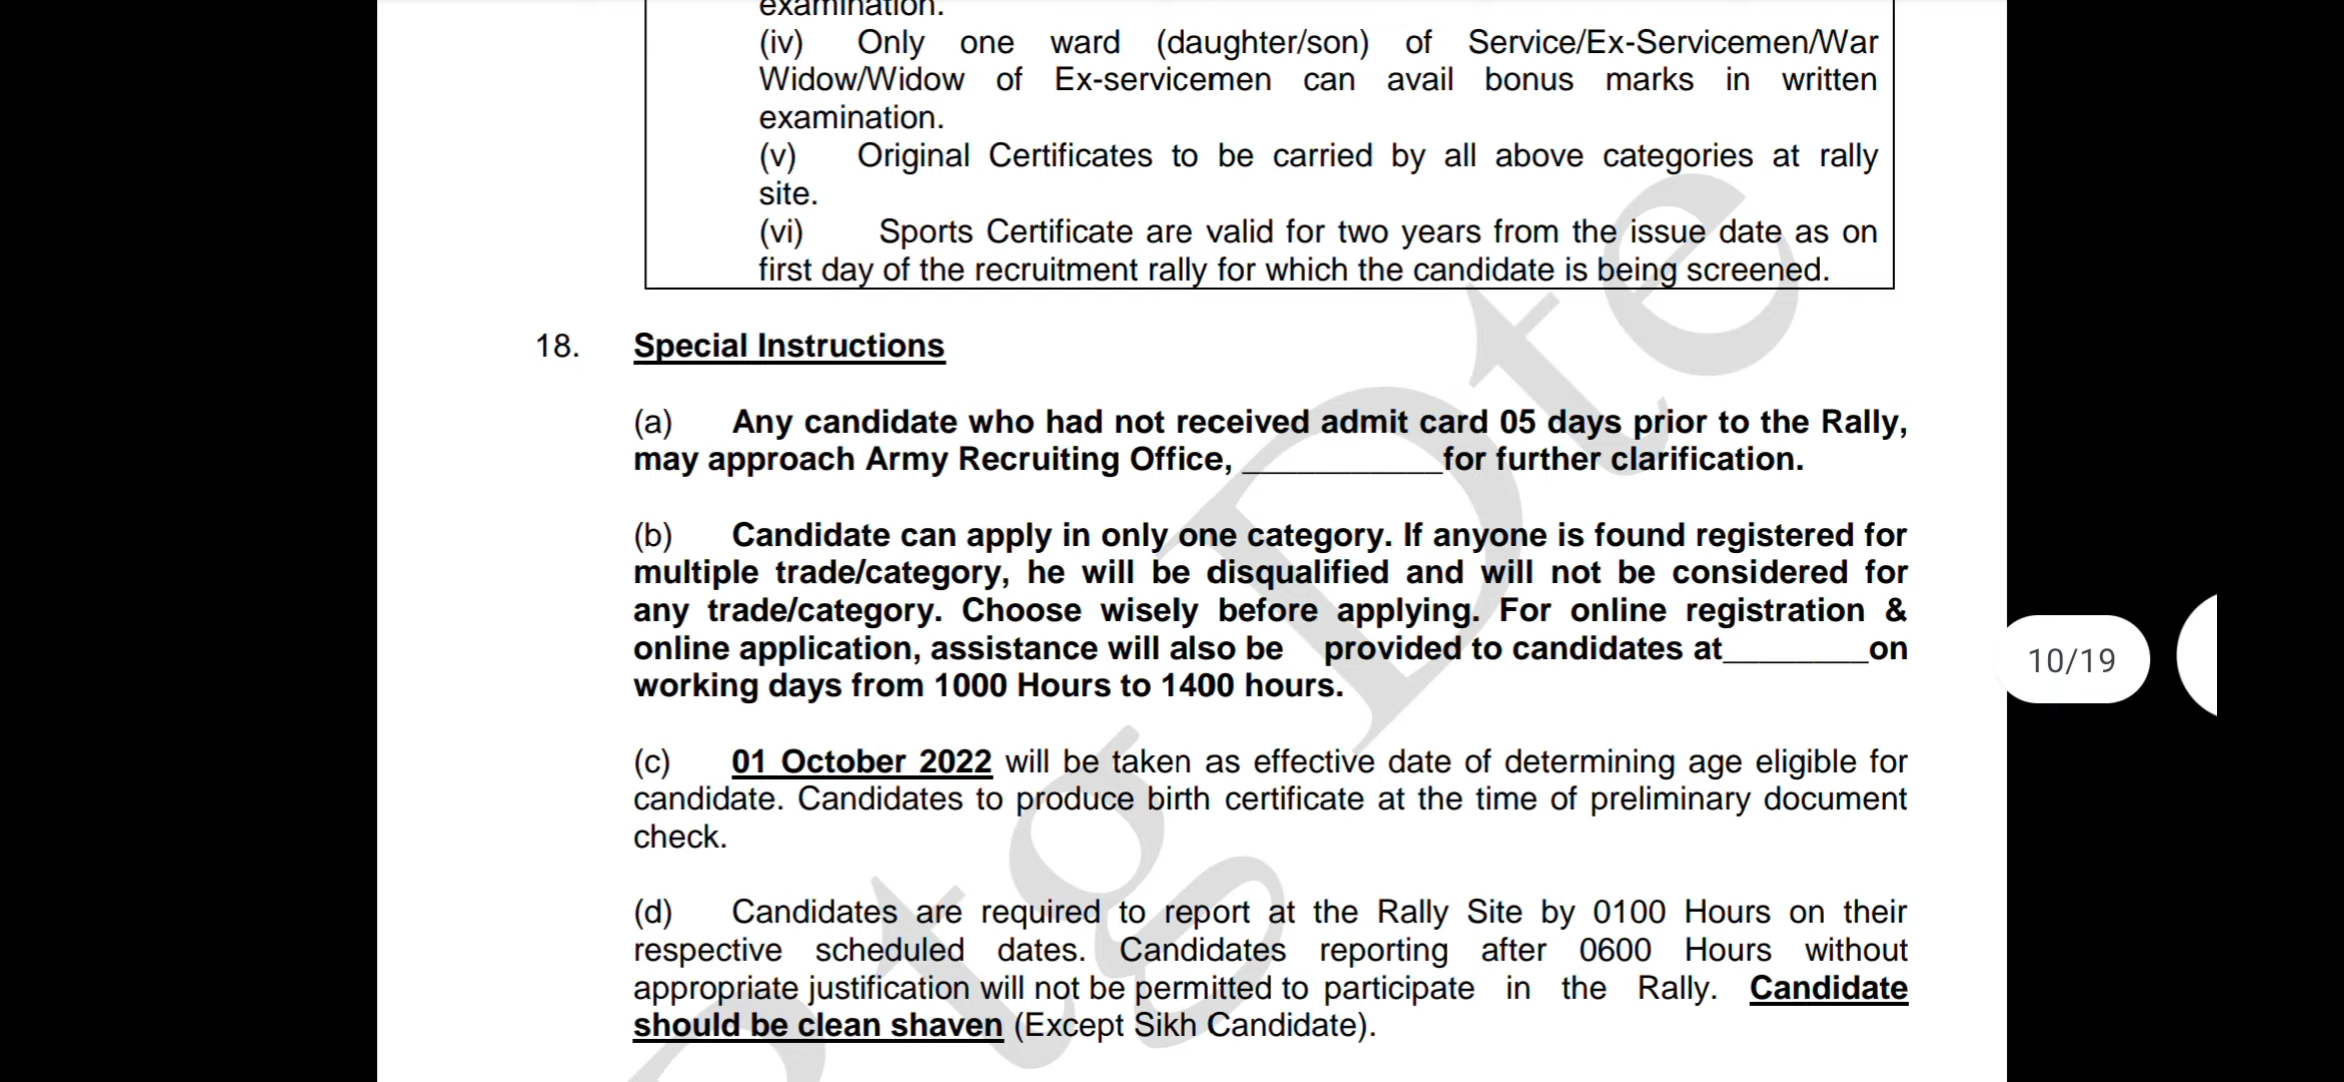 examination.
(iv) Only one ward (daughter/son) of Service/Ex-Servicemen/War
Widow/Widow of Ex-servicemen can avail bonus marks in written
examination.
(v) Original Certificates to be carried by all above categories at rally
site.
(vi) Sports Certificate are valid for two years from the issue date as on
first day of the recruitment rally for which the candidate is being screened.
18. Special Instructions
(a) Any candidate who had not received admit card 05 days prior to the Rally,
may approach Army Recruiting Office, ___________for further clarification.
(b) Candidate can apply in only one category. If anyone is found registered for
multiple trade/category, he will be disqualified and will not be considered for
any trade/category. Choose wisely before applying. For online registration &
online application, assistance will also be provided to candidates at________on
working days from 1000 Hours to 1400 hours.
(c) 01 October 2022 will be taken as effective date of determining age eligible for
candidate. Candidates to produce birth certificate at the time of preliminary document
check.
(d) Candidates are required to report at the Rally Site by 0100 Hours on their
respective scheduled dates. Candidates reporting after 0600 Hours without
appropriate justification will not be permitted to participate in the Rally. Candidate
should be clean shaven (Except Sikh Candidate).
10/19
Rtg Dte